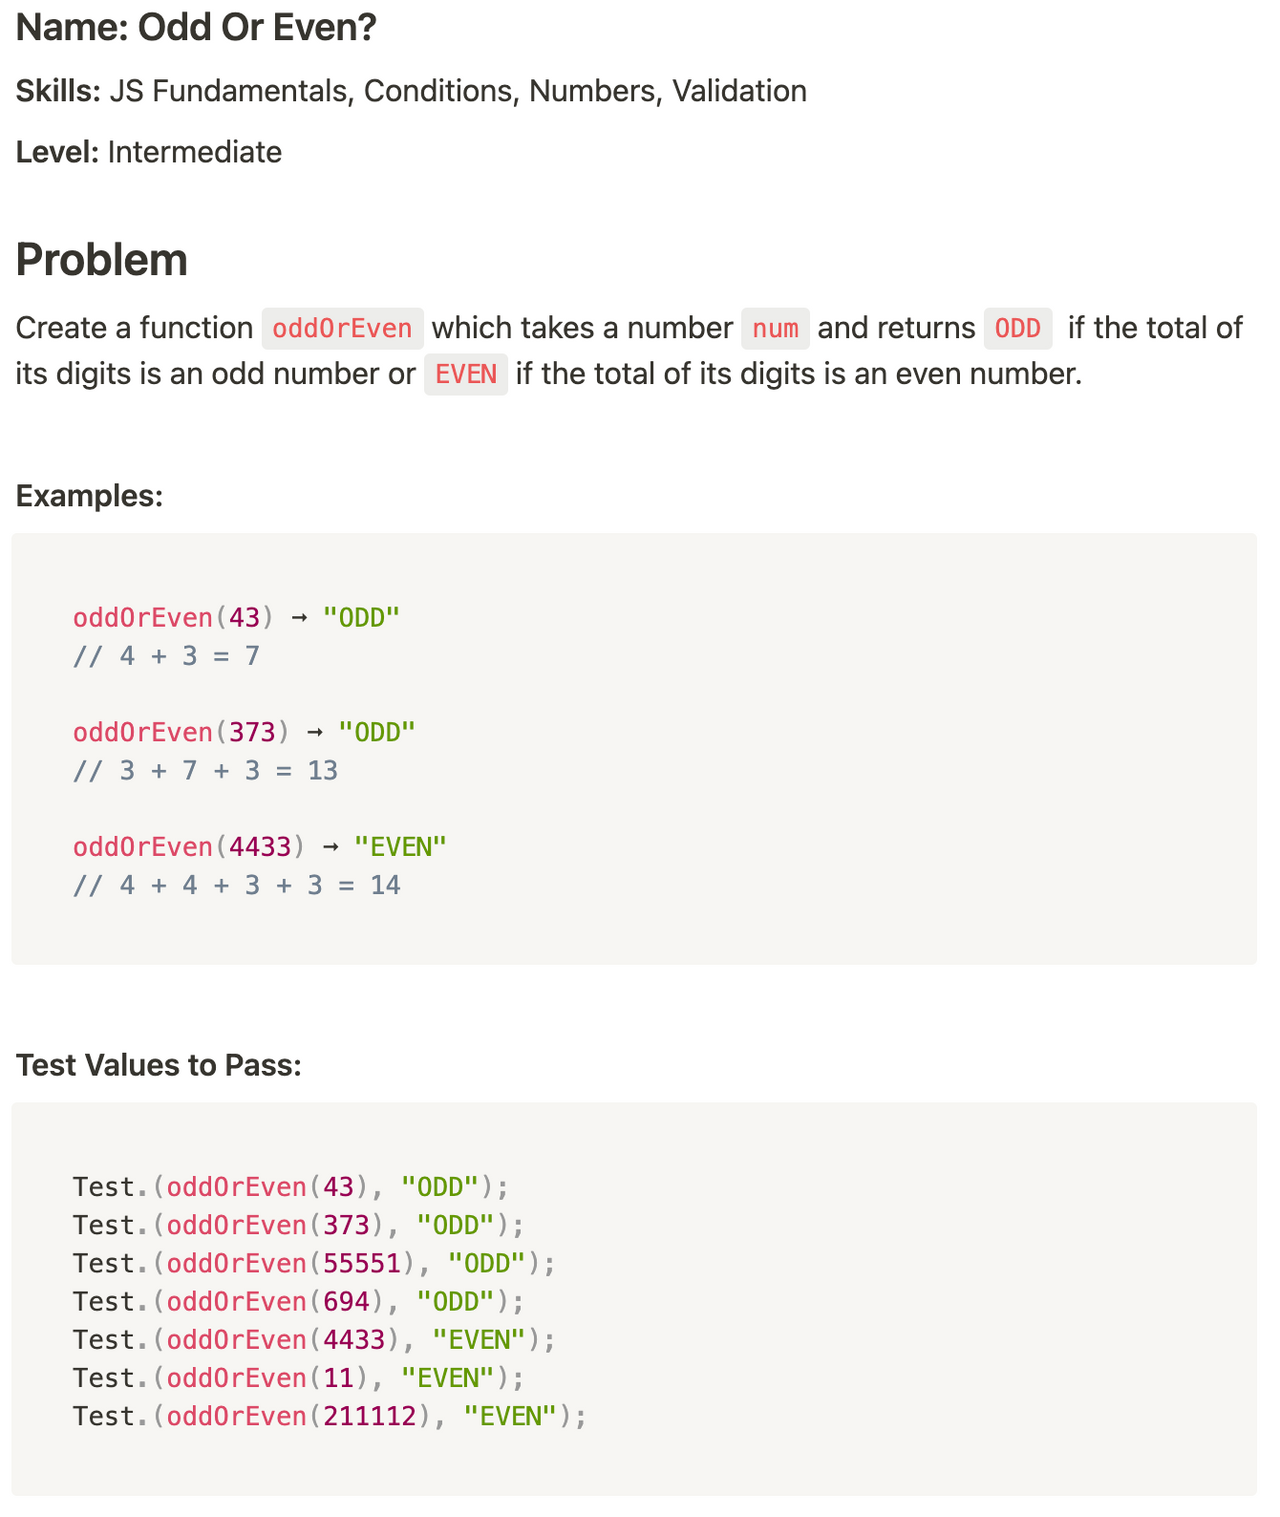 Name: Odd Or Even?
Skills: JS Fundamentals, Conditions, Numbers, Validation
Level: Intermediate
Problem
Create a function oddOrEven which takes a number num and returns ODD if the total of
its digits is an odd number or EVEN if the total of its digits is an even number.
Examples:
oddOrEven(43) → "ODD"
// 4 + 3 = 7
oddOrEven(373) → "ODD"
// 3 + 7 + 3 = 13
oddOrEven(4433) → "EVEN"
// 4 + 4 + 3 + 3 = 14
Test Values to Pass:
Test.(oddOrEven(43), "ODD");
Test.(oddOrEven(373), "ODD");
Test.(oddOrEven(55551), "ODD");
Test.(oddOrEven(694), "ODD");
Test.(oddOrEven(4433), "EVEN");
Test.(oddOrEven(11), "EVEN");
Test.(oddOrEven(211112), "EVEN");